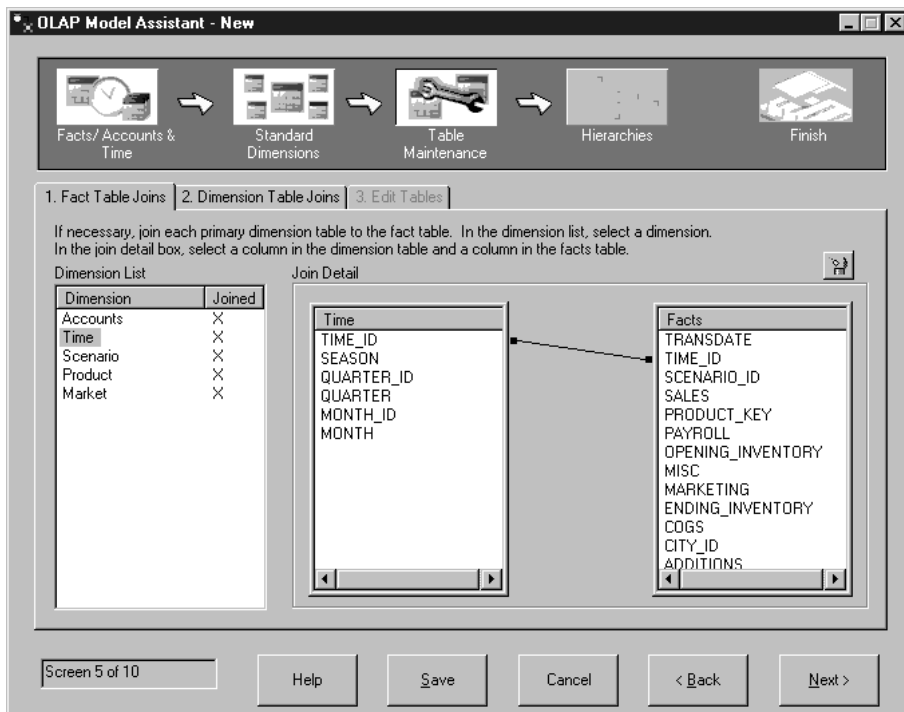 OLAP Model Assistant - New
Facts/ Accounts &
Time
Standard
Dimensions
Table
Maintenance
Hierarchies
Finish
1. Fact Table Joins
2. Dimension Table Joins
3. Edit Tables
If necessary, join each primary dimension table to the fact table. In the dimension list, select a dimension.
In the join detail box, select a column in the dimension table and a column in the facts table.
Dimension List
Dimension Joined
Accounts X
Time X
Scenario X
Product X
Market X
Join Detail
Time
TIME_ID
SEASON
QUARTER_ID
QUARTER
MONTH_ID
MONTH
Facts
TRANSDATE
TIME_ID
SCENARIO_ID
SALES
PRODUCT_KEY
PAYROLL
OPENING_INVENTORY
MISC
MARKETING
ENDING_INVENTORY
COGS
CITY_ID
ADDITIONS
Screen 5 of 10
Help
Save
Cancel
< Back
Next >